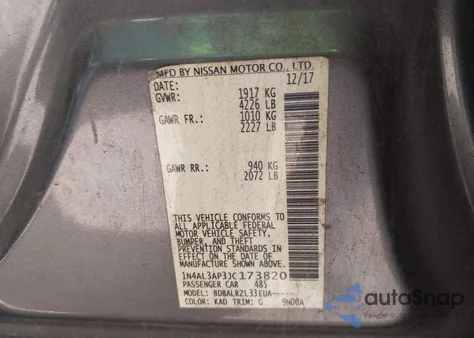 MFD BY NISSAN MOTOR CO., LTD.
DATE: 12/17
GVWR: 1917 KG
4226 LB
GAWR FR.: 1010 KG
2227 LB
GAWR RR.: 940 KG
2072 LB
THIS VEHICLE CONFORMS TO
ALL APPLICABLE FEDERAL
MOTOR VEHICLE SAFETY,
BUMPER, AND THEFT
PREVENTION STANDARDS IN
EFFECT ON THE DATE OF
MANUFACTURE SHOWN ABOVE.
1N4AL3AP3JC173820
PASSENGER CAR 485
MODEL: BDBALRZL33EUA
COLOR: KAD TRIM: G 9N00A
autoSnap